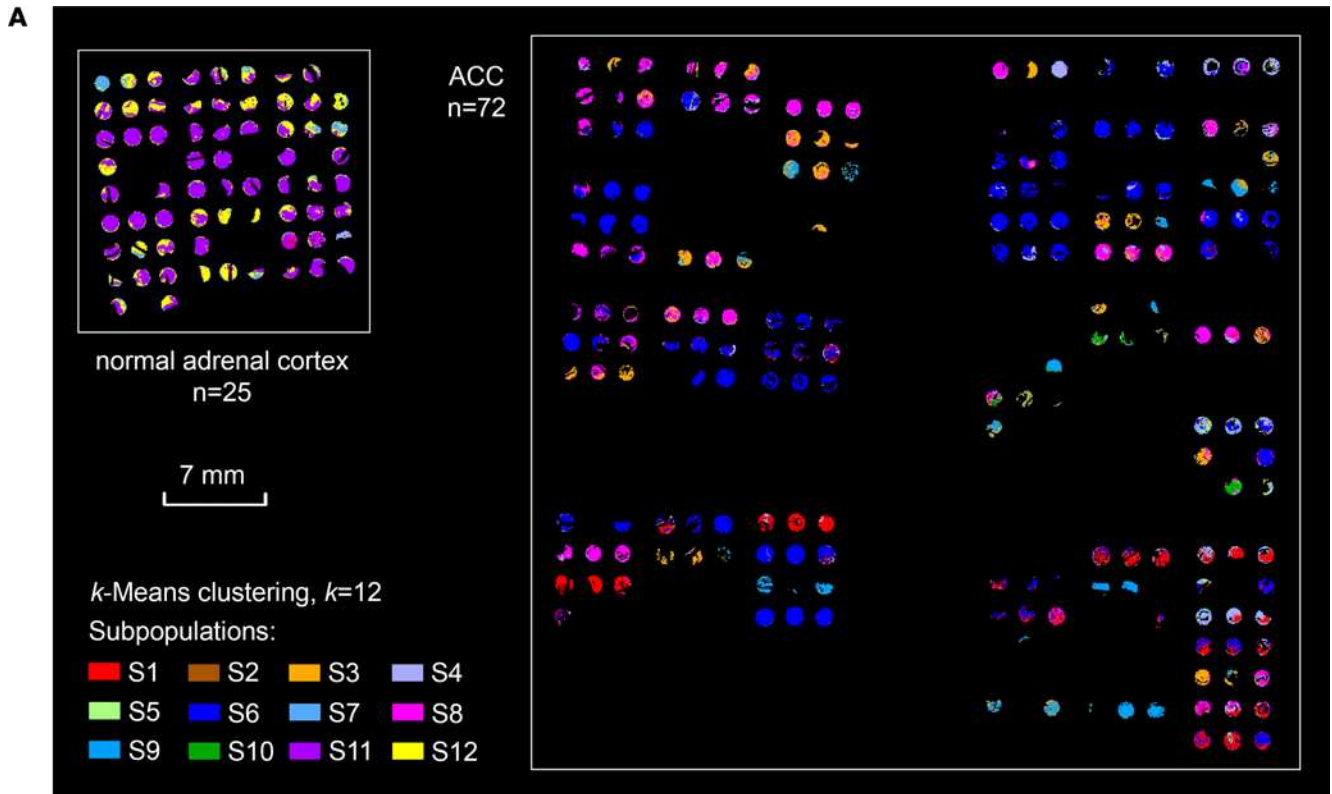 A
ACC
n=72
normal adrenal cortex
n=25
7 mm
k-Means clustering, k=12
Subpopulations:
S1 S2 S3 S4
S5 S6 S7 S8
S9 S10 S11 S12